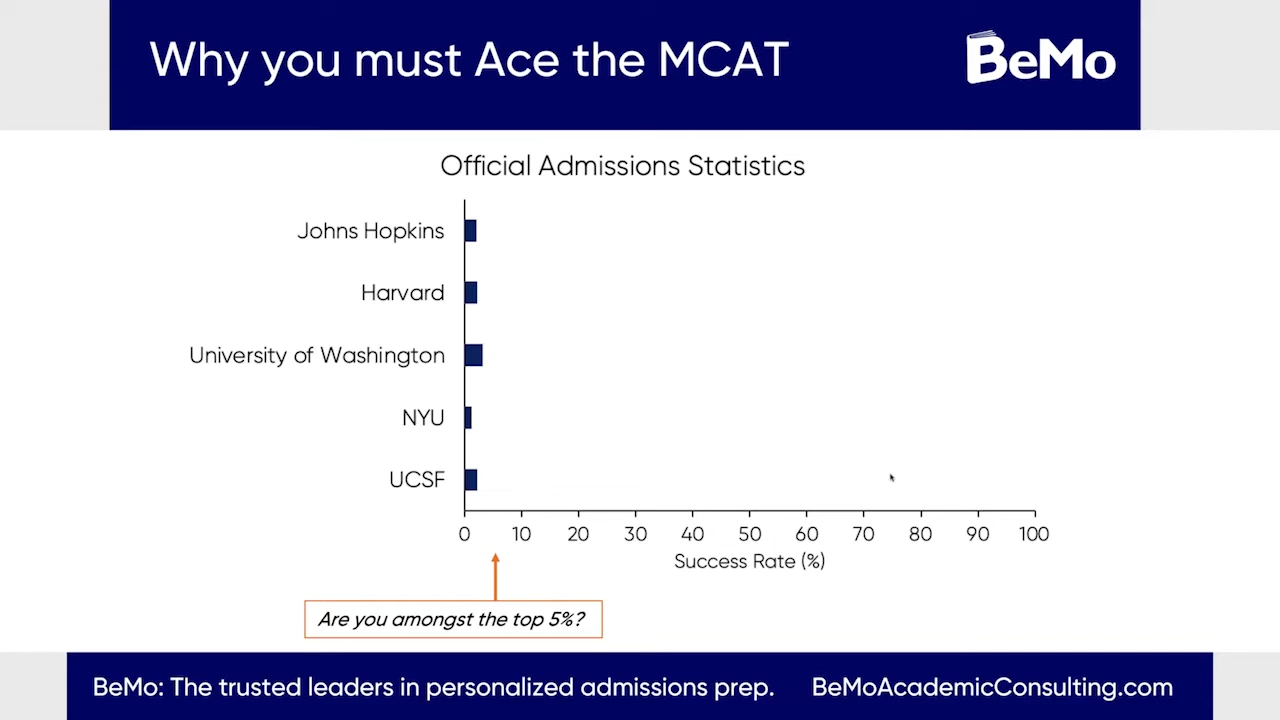 Why you must Ace the MCAT
BeMo
Official Admissions Statistics
Johns Hopkins
Harvard
University of Washington
NYU
UCSF
0 10 20 30 40 50 60 70 80 90 100
Success Rate (%)
Are you amongst the top 5%?
BeMo: The trusted leaders in personalized admissions prep. BeMoAcademicConsulting.com